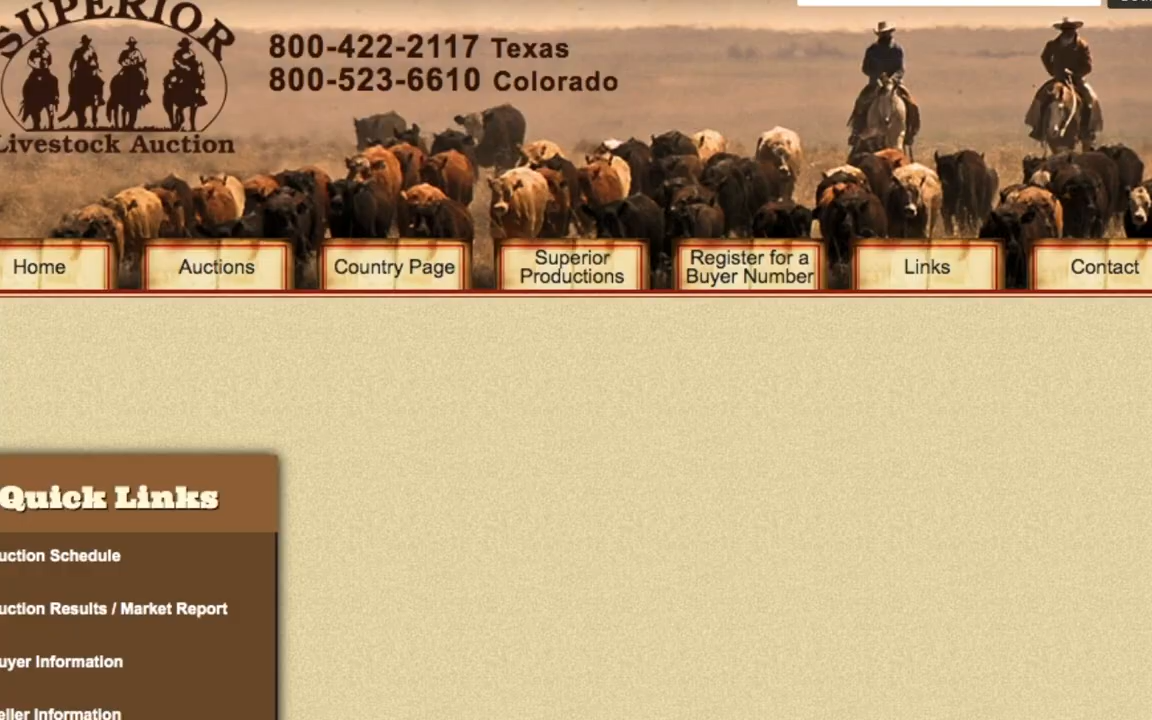 SUPERIOR
Livestock Auction
800-422-2117 Texas
800-523-6610 Colorado
Home
Auctions
Country Page
Superior
Productions
Register for a
Buyer Number
Links
Contact
Quick Links
uction Schedule
uction Results / Market Report
uyer Information
eller Information